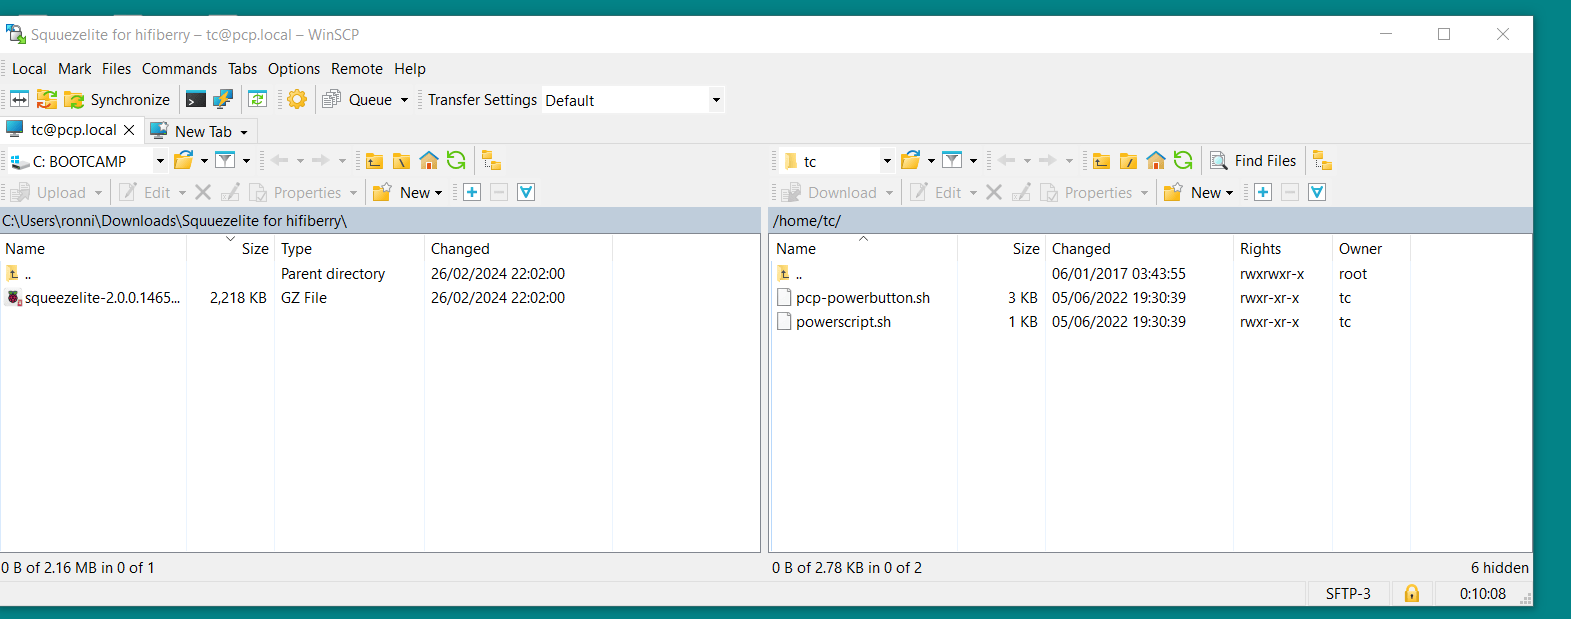 Squuezelite for hifiberry – tc@pcp.local – WinSCP
Local Mark Files Commands Tabs Options Remote Help
Synchronize Queue Transfer Settings Default
tc@pcp.local New Tab
C: BOOTCAMP
Upload Edit Properties New
C:\Users\ronni\Downloads\Squuezelite for hifiberry\
Name Size Type Changed
.. Parent directory 26/02/2024 22:02:00
squeezelite-2.0.0.1465... 2,218 KB GZ File 26/02/2024 22:02:00
0 B of 2.16 MB in 0 of 1
tc Find Files
Download Edit Properties New
/home/tc/
Name Size Changed Rights Owner
.. 06/01/2017 03:43:55 rwxrwxr-x root
pcp-powerbutton.sh 3 KB 05/06/2022 19:30:39 rwxr-xr-x tc
powerscript.sh 1 KB 05/06/2022 19:30:39 rwxr-xr-x tc
0 B of 2.78 KB in 0 of 2 6 hidden
SFTP-3 0:10:08